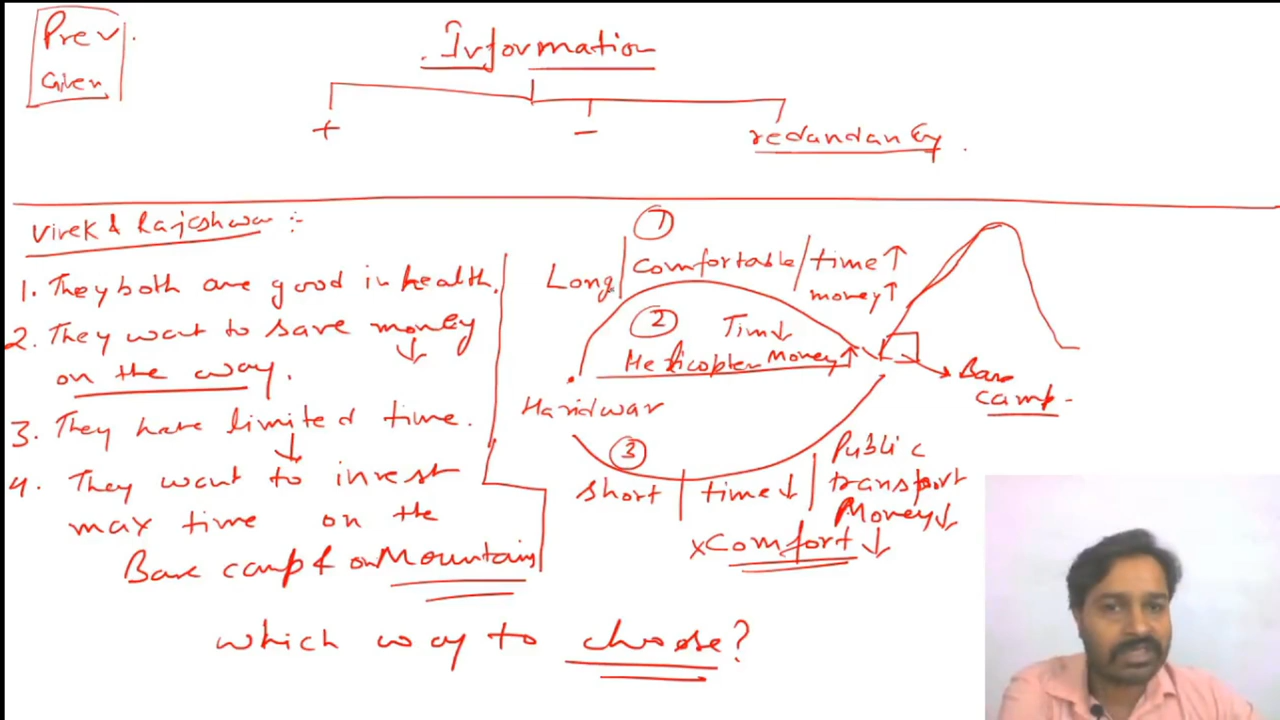 Prev.
Given
Information
+
-
redandancy.
Virek & Rajeshwar :-
1. They both are good in health.
2. They want to save money ↓
on the way.
3. They have limited time. ↓
4. They want to invest
max time on the
Base camp & on Mountains
1
Long / Comfortable / time ↑
money ↑
2 Time ↓
Helicopter Money ↑
Base
camp -
Haridwar
3
short | time ↓ | Public
transport
Money ↓
x Comfort ↓
which way to choose?